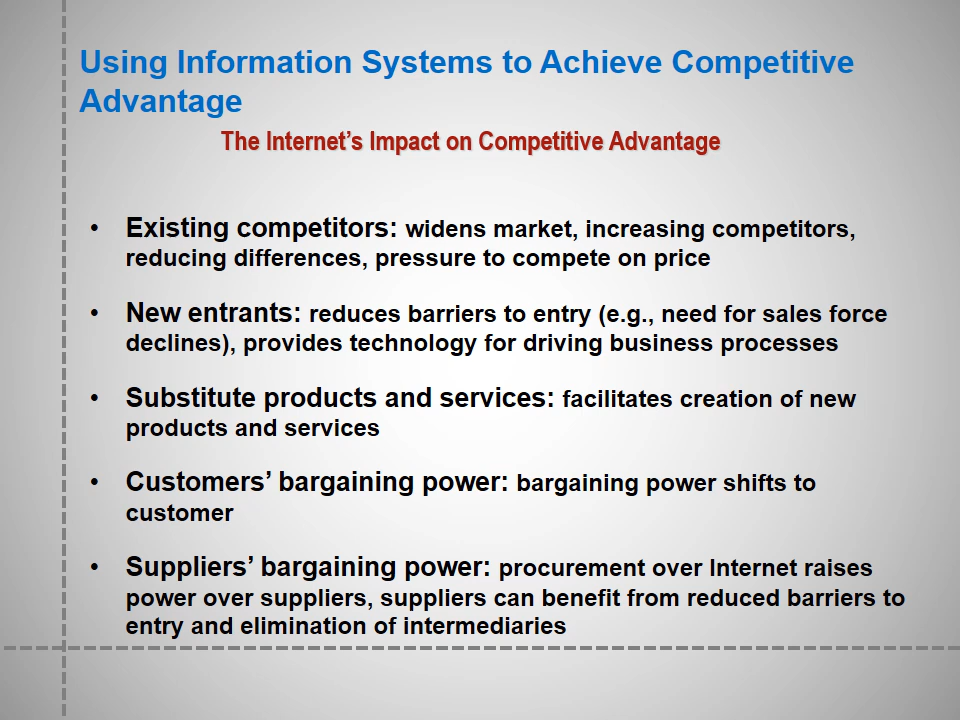 Using Information Systems to Achieve Competitive
Advantage
The Internet’s Impact on Competitive Advantage
• Existing competitors: widens market, increasing competitors,
reducing differences, pressure to compete on price
• New entrants: reduces barriers to entry (e.g., need for sales force
declines), provides technology for driving business processes
• Substitute products and services: facilitates creation of new
products and services
• Customers’ bargaining power: bargaining power shifts to
customer
• Suppliers’ bargaining power: procurement over Internet raises
power over suppliers, suppliers can benefit from reduced barriers to
entry and elimination of intermediaries